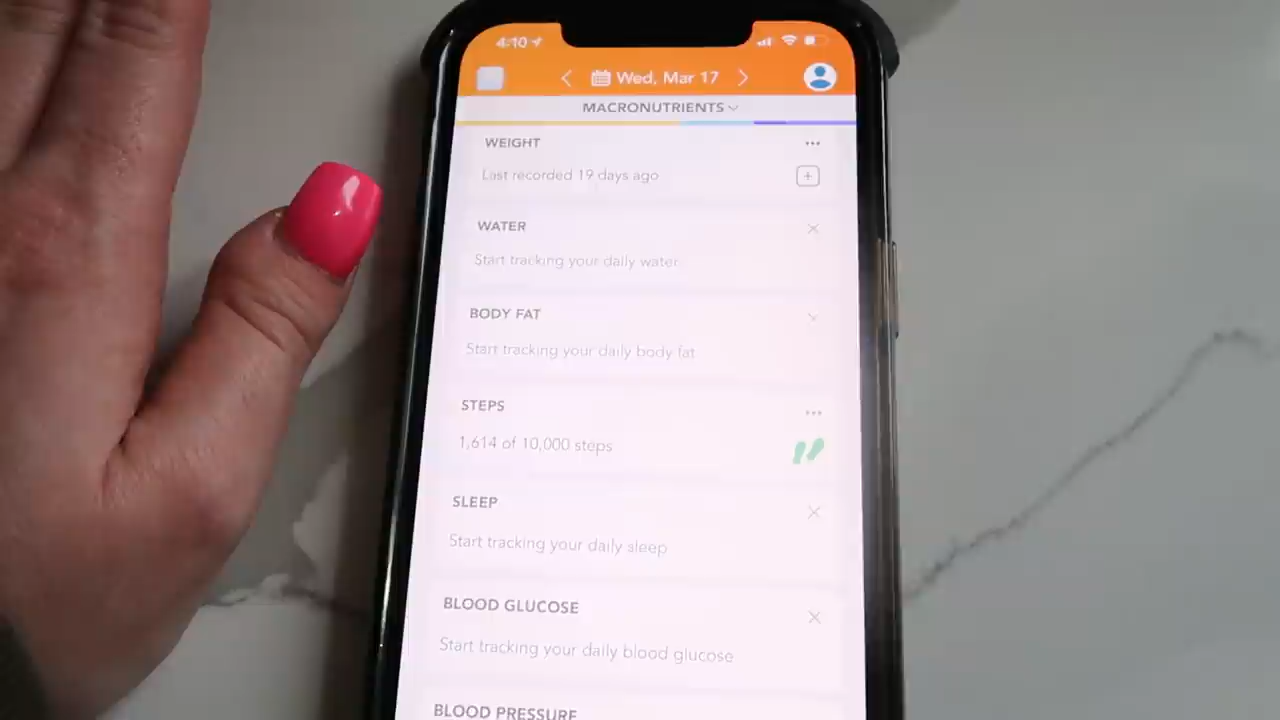 4:10
Wed, Mar 17
MACRONUTRIENTS
WEIGHT
Last recorded 19 days ago
WATER
Start tracking your daily water
BODY FAT
Start tracking your daily body fat
STEPS
1,614 of 10,000 steps
SLEEP
Start tracking your daily sleep
BLOOD GLUCOSE
Start tracking your daily blood glucose
BLOOD PRESSURE